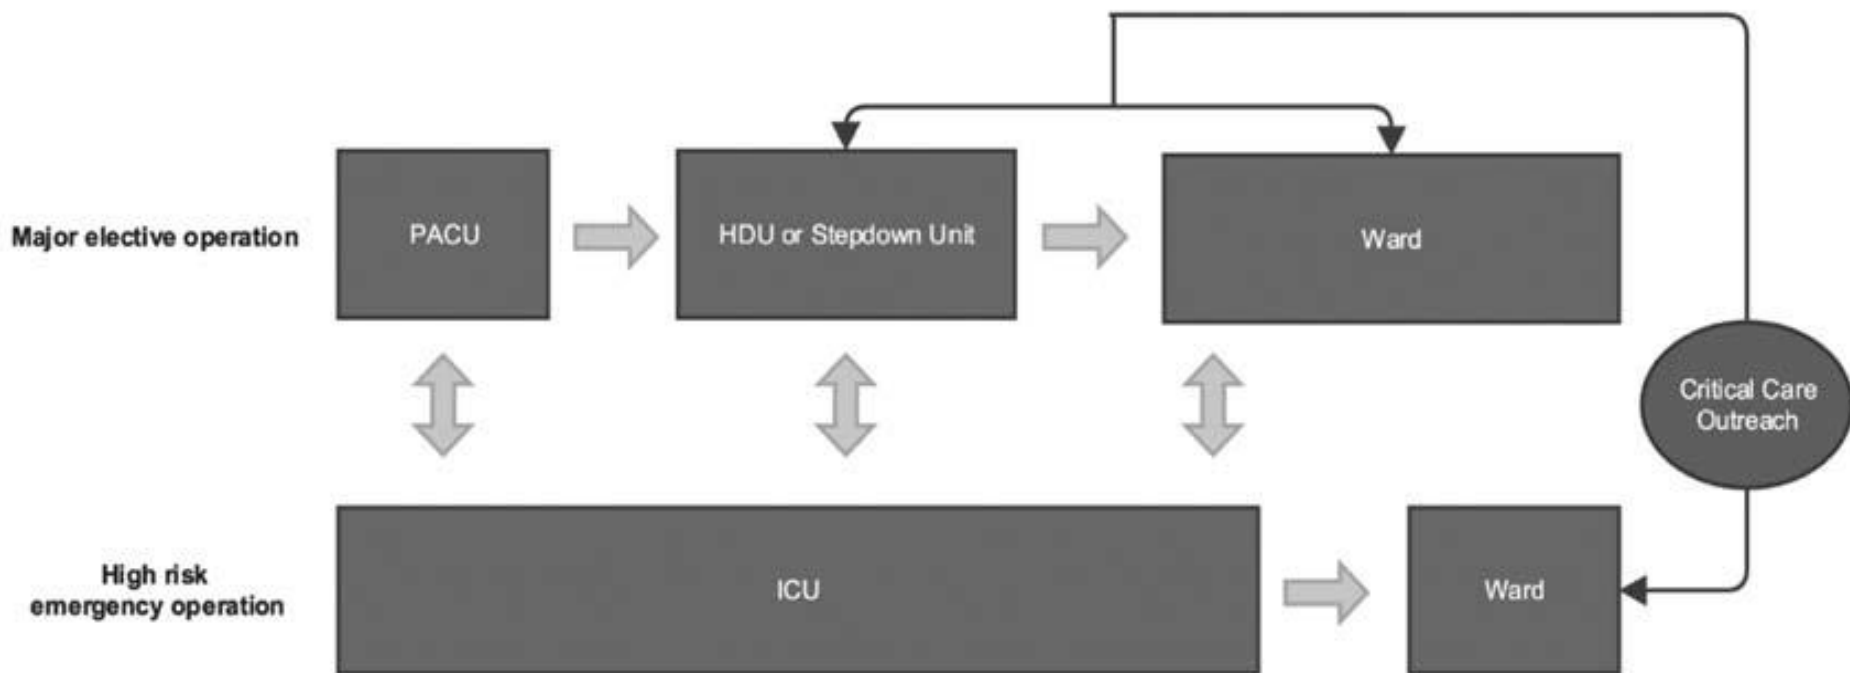 Major elective operation
PACU
HDU or Stepdown Unit
Ward
Critical Care
Outreach
High risk
emergency operation
ICU
Ward